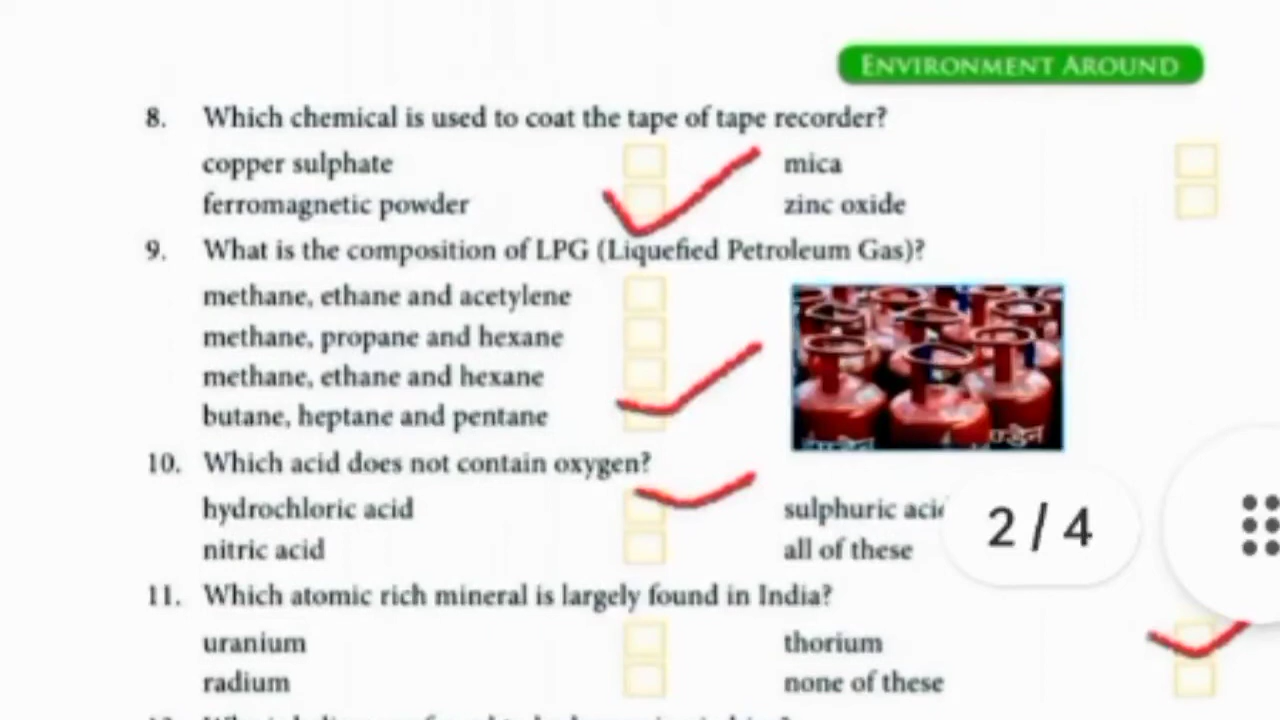 ENVIRONMENT AROUND
8. Which chemical is used to coat the tape of tape recorder?
copper sulphate mica
ferromagnetic powder zinc oxide
9. What is the composition of LPG (Liquefied Petroleum Gas)?
methane, ethane and acetylene
methane, propane and hexane
methane, ethane and hexane
butane, heptane and pentane
10. Which acid does not contain oxygen?
hydrochloric acid sulphuric
nitric acid all of these
2 / 4
11. Which atomic rich mineral is largely found in India?
uranium thorium
radium none of these